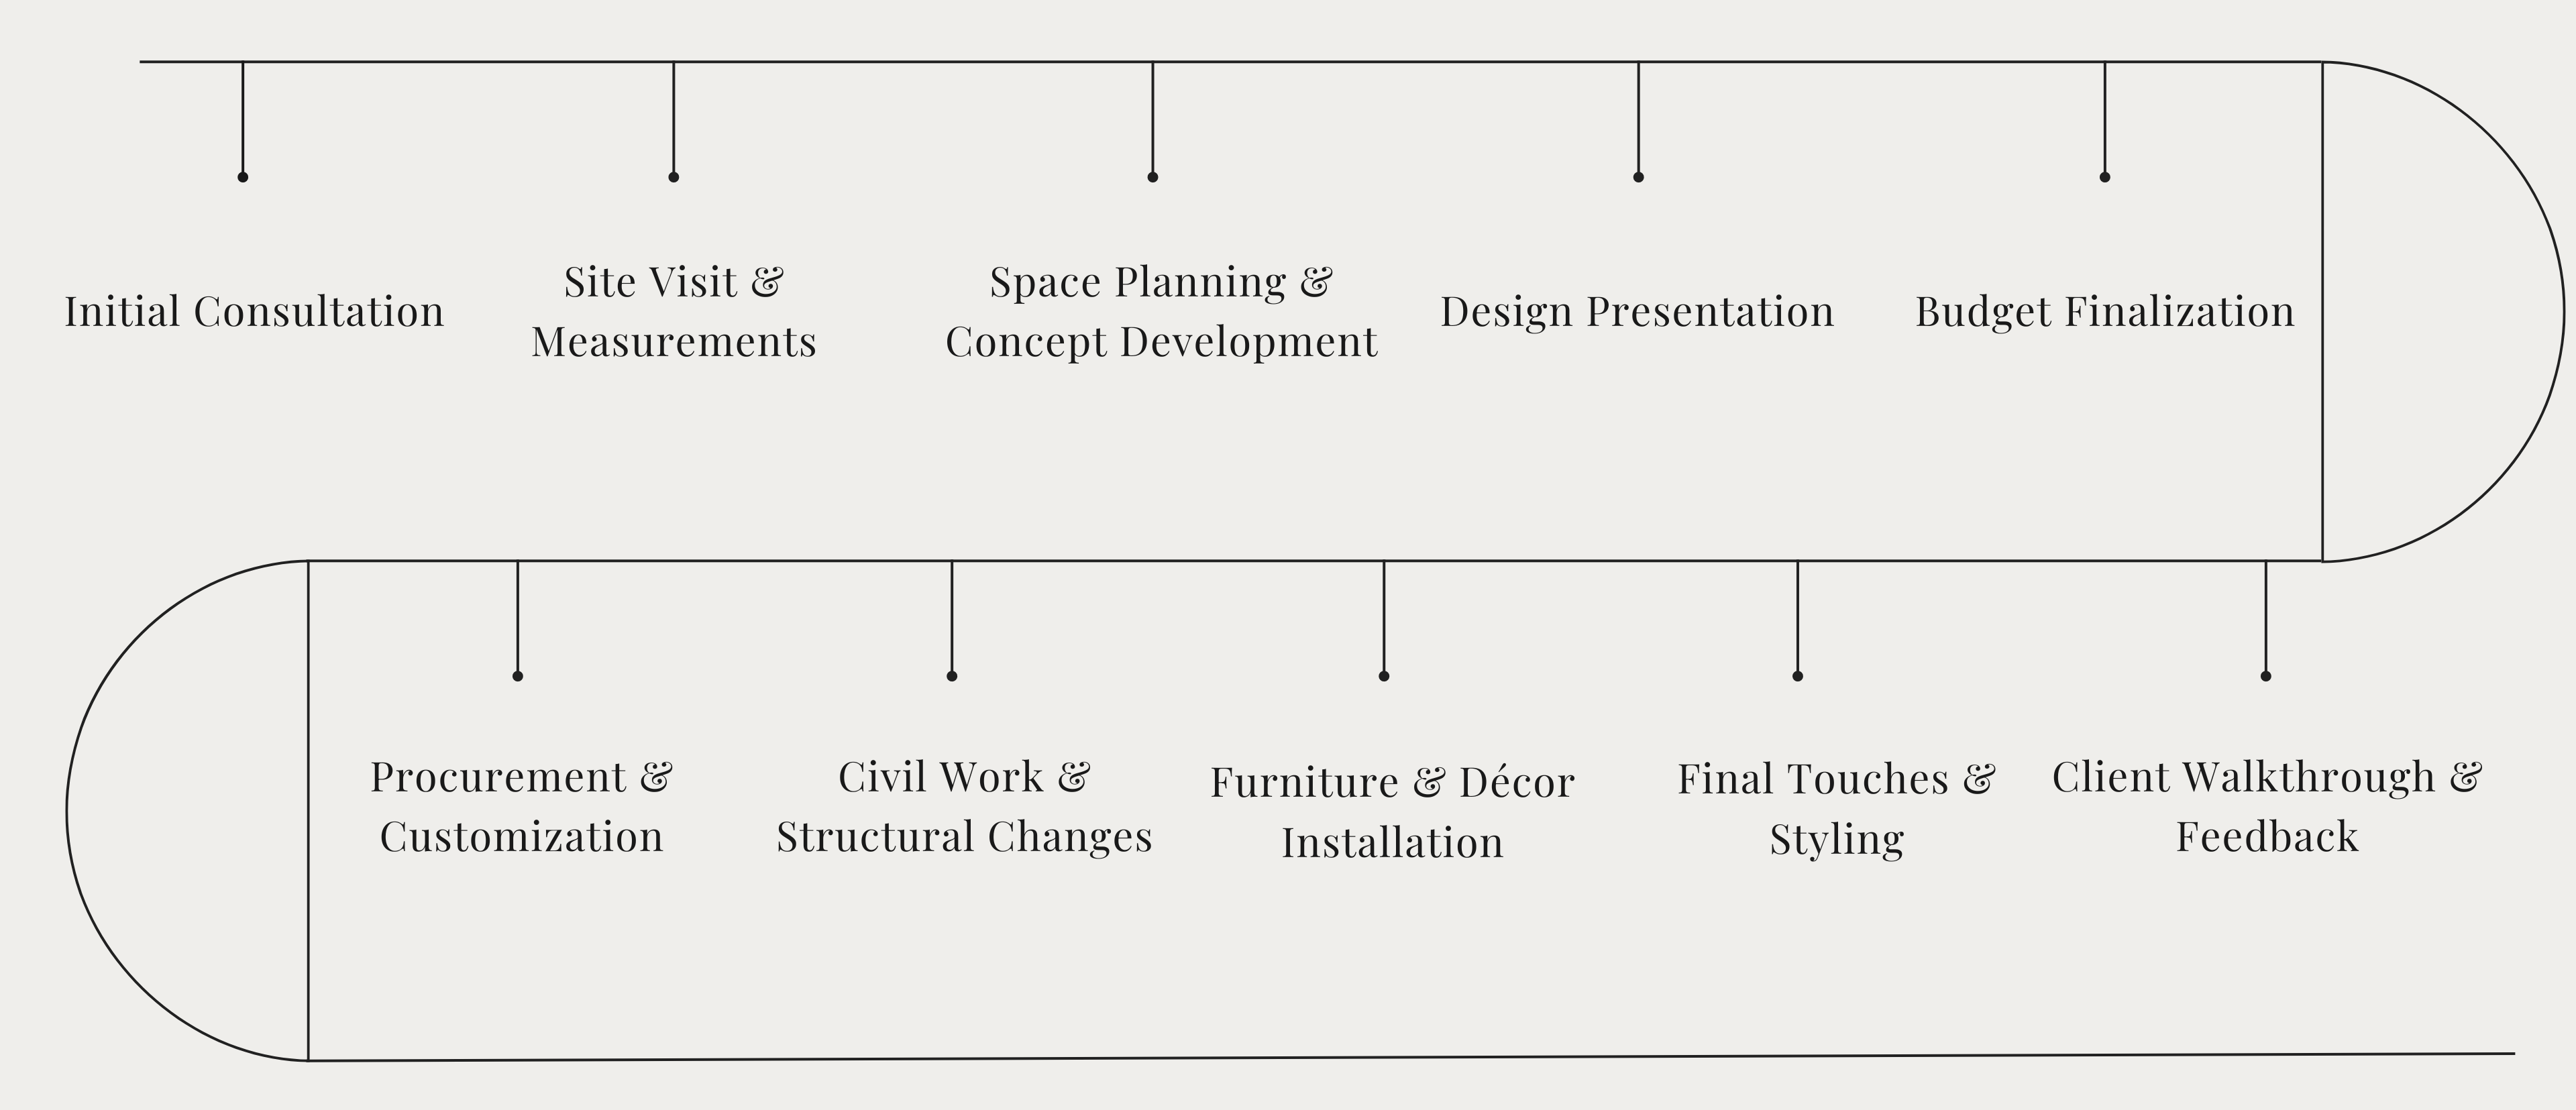 Initial Consultation
Site Visit &
Measurements
Space Planning &
Concept Development
Design Presentation
Budget Finalization
Procurement &
Customization
Civil Work &
Structural Changes
Furniture & Décor
Installation
Final Touches &
Styling
Client Walkthrough &
Feedback